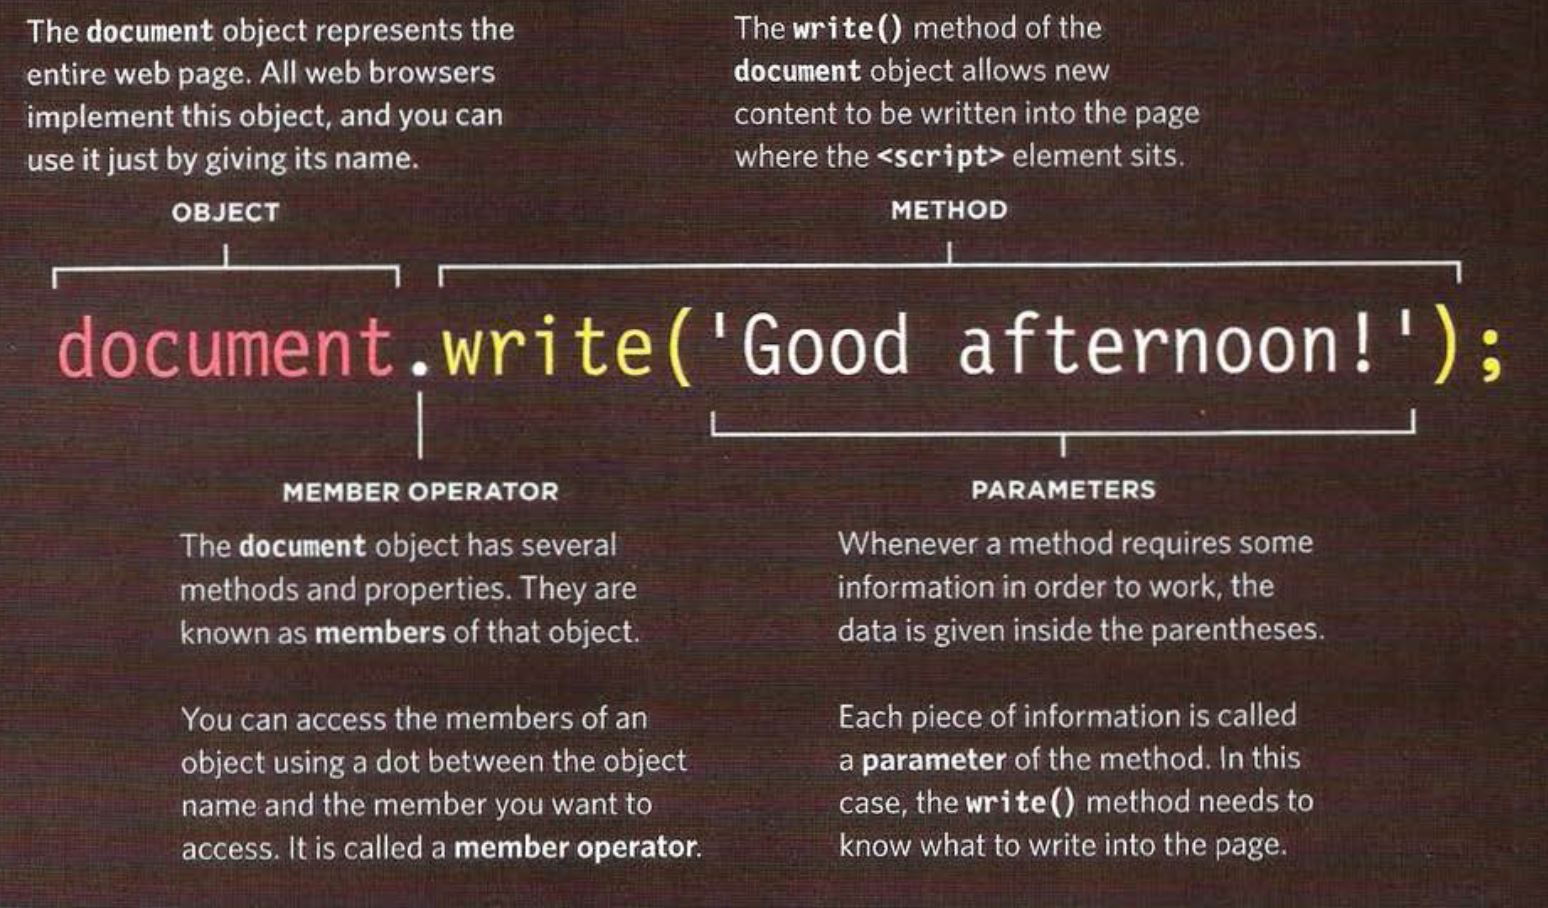 The document object represents the
entire web page. All web browsers
implement this object, and you can
use it just by giving its name.
The write() method of the
document object allows new
content to be written into the page
where the <script> element sits.
OBJECT
METHOD
document.write('Good afternoon!');
MEMBER OPERATOR
The document object has several
methods and properties. They are
known as members of that object.
You can access the members of an
object using a dot between the object
name and the member you want to
access. It is called a member operator.
PARAMETERS
Whenever a method requires some
information in order to work, the
data is given inside the parentheses.
Each piece of information is called
a parameter of the method. In this
case, the write() method needs to
know what to write into the page.